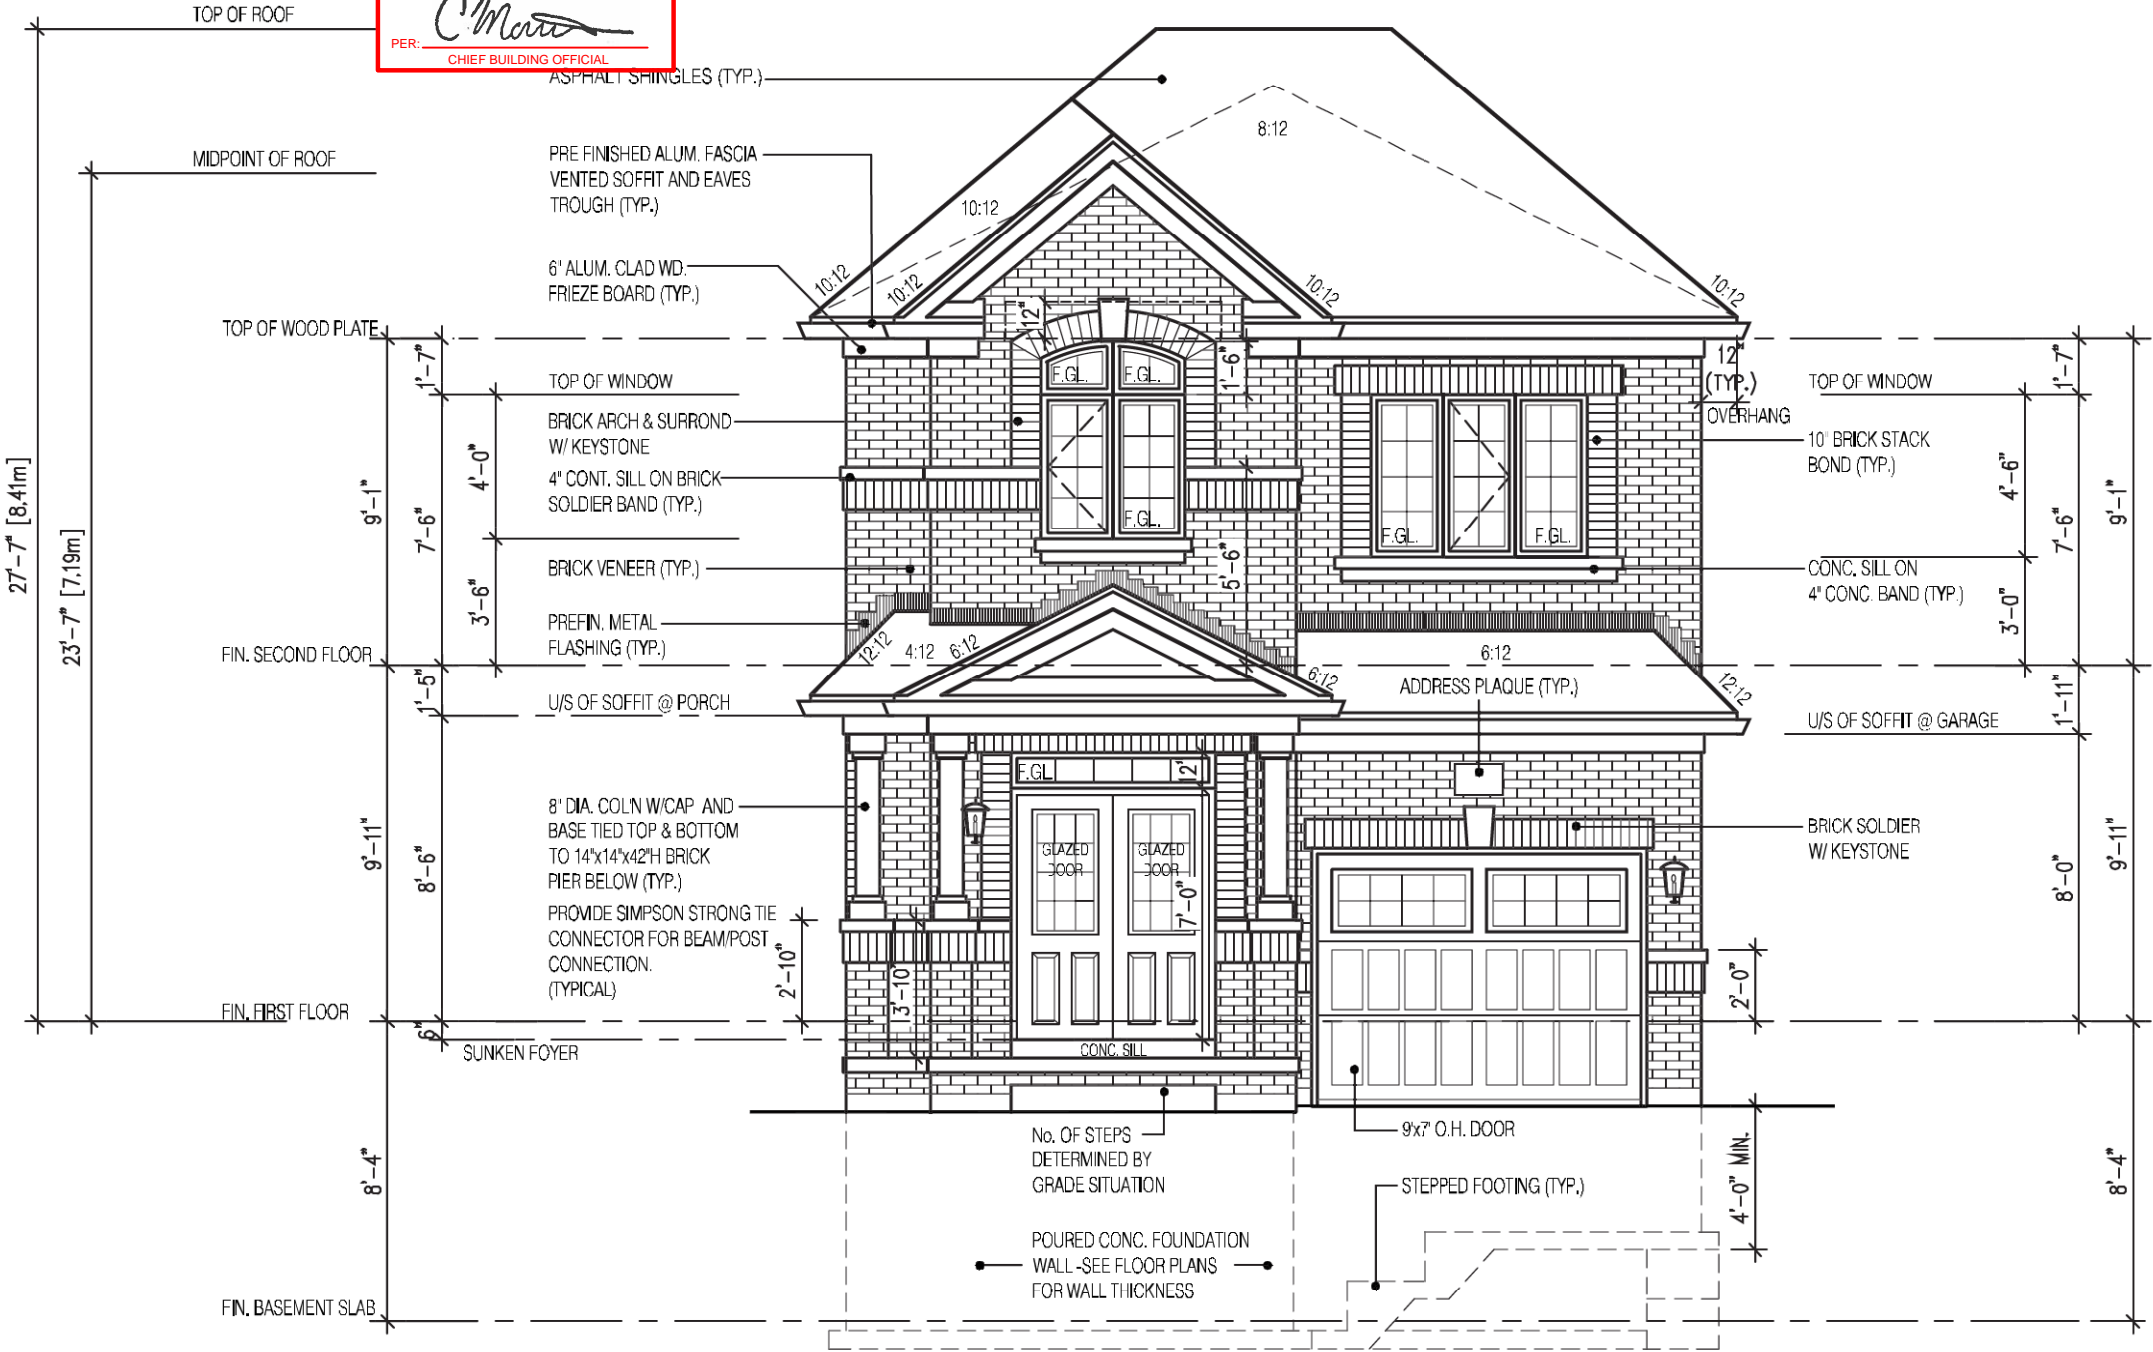 TOP OF ROOF
PER:
CHIEF BUILDING OFFICIAL
ASPHALT SHINGLES (TYP.)
MIDPOINT OF ROOF
PRE FINISHED ALUM. FASCIA
VENTED SOFFIT AND EAVES
TROUGH (TYP.)
6" ALUM. CLAD WD.
FRIEZE BOARD (TYP.)
TOP OF WOOD PLATE
TOP OF WINDOW
BRICK ARCH & SURROND
W/ KEYSTONE
4" CONT. SILL ON BRICK
SOLDIER BAND (TYP.)
BRICK VENEER (TYP.)
PREFIN. METAL
FLASHING (TYP.)
FIN. SECOND FLOOR
U/S OF SOFFIT @ PORCH
8" DIA. COL'N W/CAP AND
BASE TIED TOP & BOTTOM
TO 14"x14"x42"H BRICK
PIER BELOW (TYP.)
PROVIDE SIMPSON STRONG TIE
CONNECTOR FOR BEAM/POST
CONNECTION.
(TYPICAL)
FIN. FIRST FLOOR
SUNKEN FOYER
FIN. BASEMENT SLAB
27'-7" [8.41m]
23'-7" [7.19m]
9'-1"
9'-11"
8'-4"
1'-7"
7'-6"
1'-5"
8'-6"
6"
4'-0"
3'-6"
2'-10"
3'-10"
8:12
10:12
10:12
10:12
10:12
10:12
12"
F.GL.
F.GL.
F.GL.
1'-6"
5'-6"
F.GL.
F.GL.
12"
(TYP.)
OVERHANG
12:12
4:12
6:12
6:12
6:12
12:12
ADDRESS PLAQUE (TYP.)
F.GL.
12"
GLAZED
DOOR
GLAZED
DOOR
7'-0"
CONC. SILL
No. OF STEPS
DETERMINED BY
GRADE SITUATION
POURED CONC. FOUNDATION
WALL -SEE FLOOR PLANS
FOR WALL THICKNESS
9'x7' O.H. DOOR
STEPPED FOOTING (TYP.)
2'-0"
4'-0" MIN.
TOP OF WINDOW
10" BRICK STACK
BOND (TYP.)
CONC. SILL ON
4" CONC. BAND (TYP.)
U/S OF SOFFIT @ GARAGE
BRICK SOLDIER
W/ KEYSTONE
4'-6"
3'-0"
1'-7"
7'-6"
1'-11"
8'-0"
9'-1"
9'-11"
8'-4"